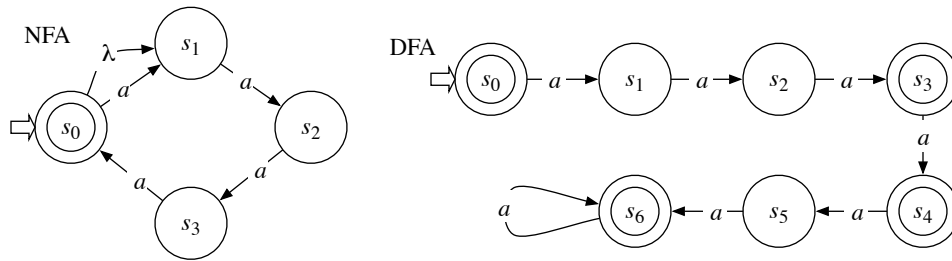 NFA
λ
a
s1
a
s0
s2
a
a
s3
DFA
s0 a s1 a s2 a s3
a
a s6 a s5 a s4